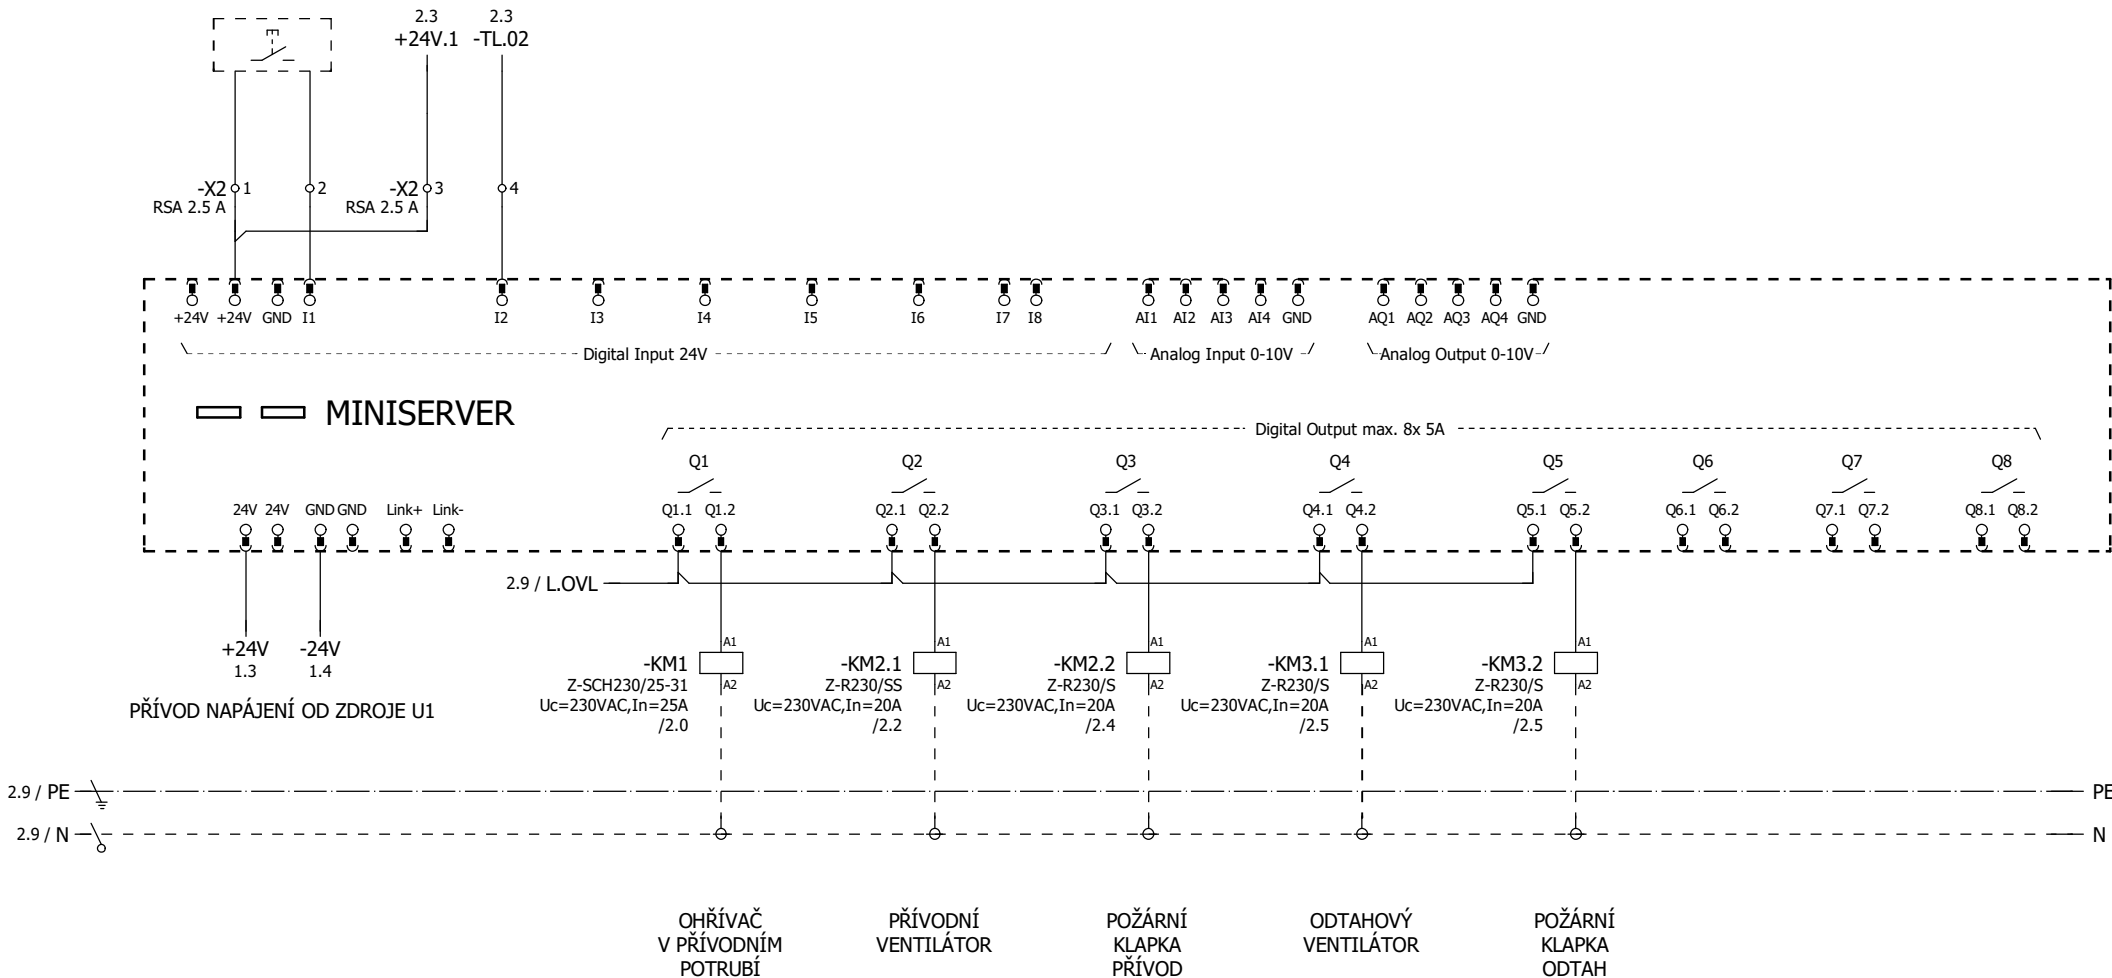 2.3 2.3
+24V.1 -TL.02
-X2 1 2 -X2 3 4
RSA 2.5 A RSA 2.5 A
+24V +24V GND I1 I2 I3 I4 I5 I6 I7 I8 AI1 AI2 AI3 AI4 GND AQ1 AQ2 AQ3 AQ4 GND
Digital Input 24V Analog Input 0-10V Analog Output 0-10V
MINISERVER
Digital Output max. 8x 5A
Q1 Q2 Q3 Q4 Q5 Q6 Q7 Q8
24V 24V GND GND Link+ Link- Q1.1 Q1.2 Q2.1 Q2.2 Q3.1 Q3.2 Q4.1 Q4.2 Q5.1 Q5.2 Q6.1 Q6.2 Q7.1 Q7.2 Q8.1 Q8.2
2.9 / L.OVL
+24V -24V
1.3 1.4
PŘÍVOD NAPÁJENÍ OD ZDROJE U1
A1 A1 A1 A1 A1
-KM1 -KM2.1 -KM2.2 -KM3.1 -KM3.2
Z-SCH230/25-31 A2 Z-R230/SS A2 Z-R230/S A2 Z-R230/S A2 Z-R230/S A2
Uc=230VAC,In=25A Uc=230VAC,In=20A Uc=230VAC,In=20A Uc=230VAC,In=20A Uc=230VAC,In=20A
/2.0 /2.2 /2.4 /2.5 /2.5
2.9 / PE PE
2.9 / N N
OHŘÍVAČ
V PŘÍVODNÍM
POTRUBÍ
PŘÍVODNÍ
VENTILÁTOR
POŽÁRNÍ
KLAPKA
PŘÍVOD
ODTAHOVÝ
VENTILÁTOR
POŽÁRNÍ
KLAPKA
ODTAH